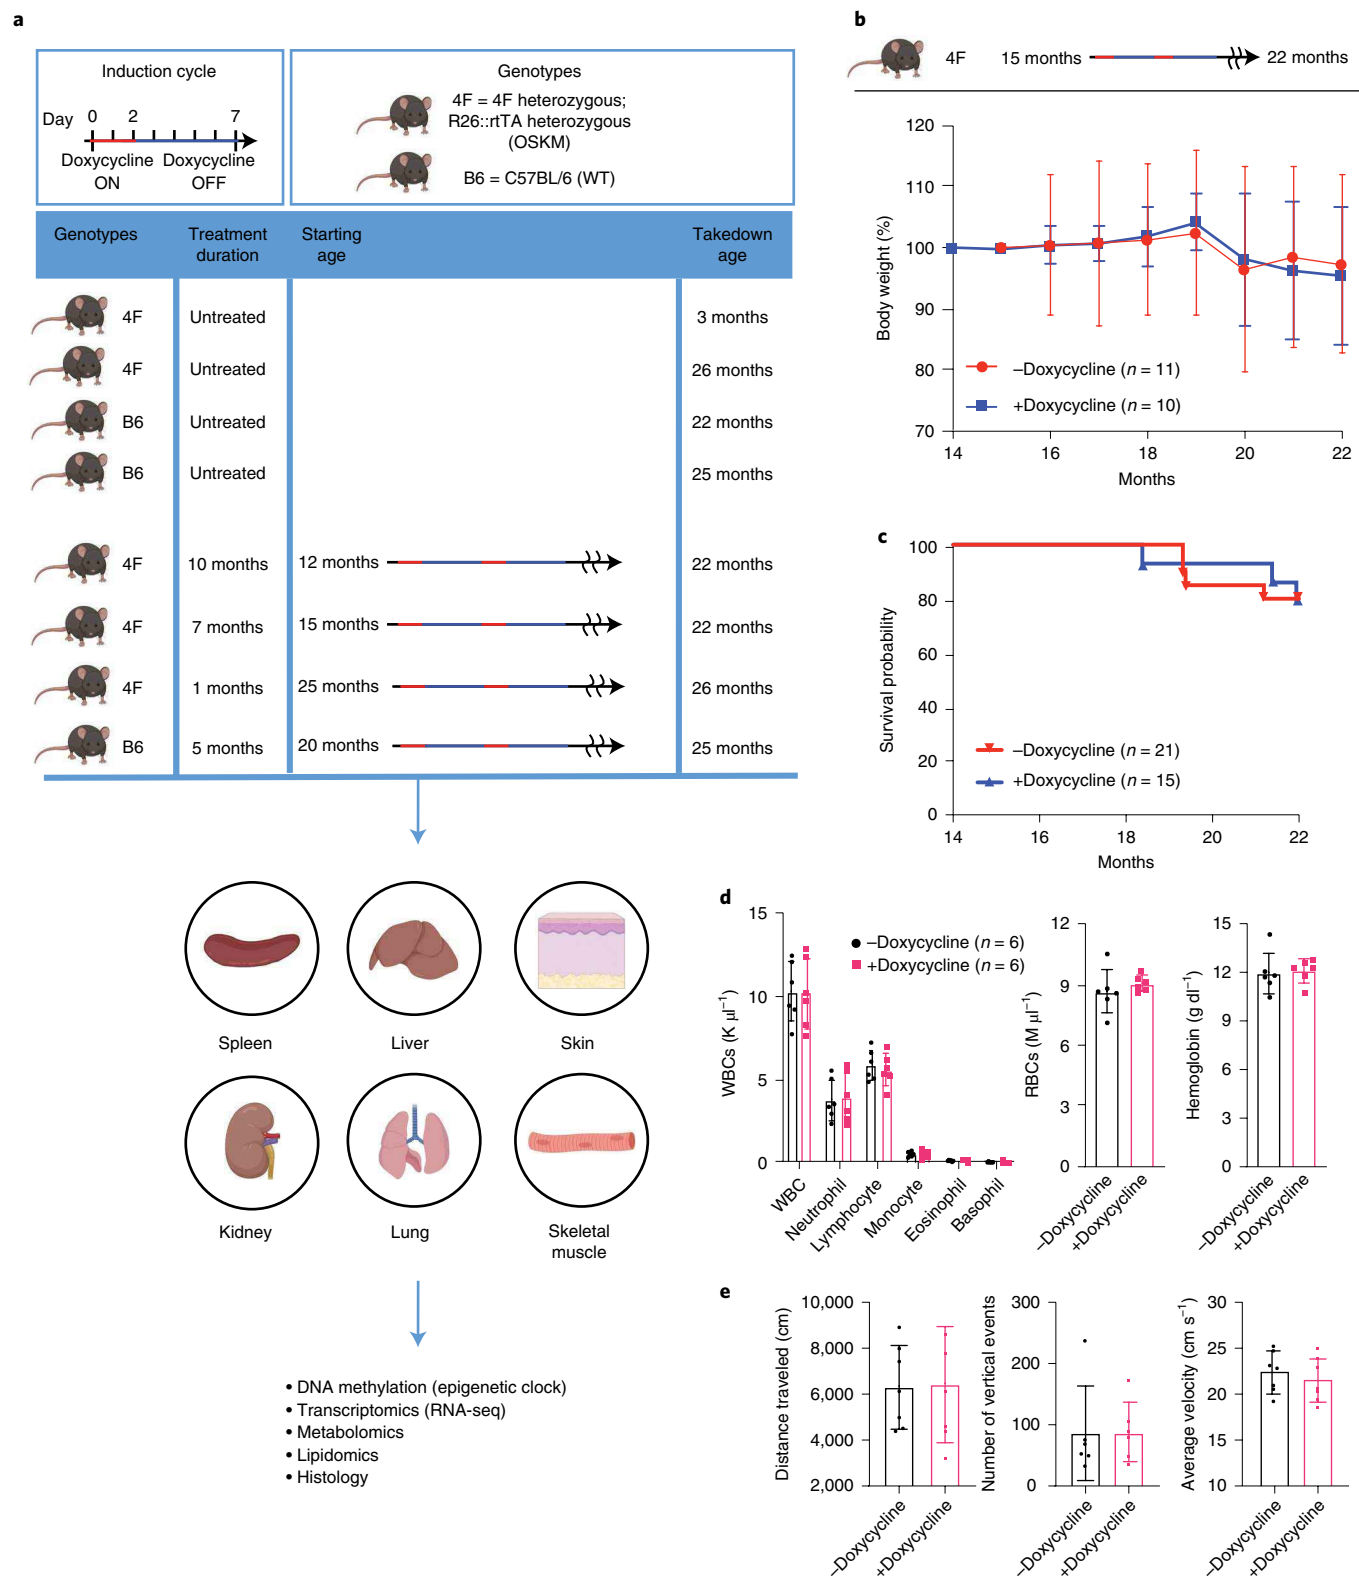 a
Induction cycle
Day 0 2 7
Doxycycline ON
Doxycycline OFF
Genotypes
4F = 4F heterozygous;
R26::rtTA heterozygous
(OSKM)
B6 = C57BL/6 (WT)
Genotypes Treatment duration Starting age Takedown age
4F Untreated 3 months
4F Untreated 26 months
B6 Untreated 22 months
B6 Untreated 25 months
4F 10 months 12 months 22 months
4F 7 months 15 months 22 months
4F 1 months 25 months 26 months
B6 5 months 20 months 25 months
Spleen Liver Skin
Kidney Lung Skeletal muscle
• DNA methylation (epigenetic clock)
• Transcriptomics (RNA-seq)
• Metabolomics
• Lipidomics
• Histology
b
4F 15 months 22 months
Body weight (%)
120
110
100
90
80
70
–Doxycycline (n = 11)
+Doxycycline (n = 10)
14 16 18 20 22
Months
c
Survival probability
100
80
60
40
20
0
–Doxycycline (n = 21)
+Doxycycline (n = 15)
14 16 18 20 22
Months
d
WBCs (K μl⁻¹)
15
10
5
0
–Doxycycline (n = 6)
+Doxycycline (n = 6)
WBC
Neutrophil
Lymphocyte
Monocyte
Eosinophil
Basophil
RBCs (M μl⁻¹)
12
9
6
3
0
–Doxycycline
+Doxycycline
Hemoglobin (g dl⁻¹)
15
12
9
6
3
0
–Doxycycline
+Doxycycline
e
Distance traveled (cm)
10,000
8,000
6,000
4,000
2,000
–Doxycycline
+Doxycycline
Number of vertical events
300
200
100
0
–Doxycycline
+Doxycycline
Average velocity (cm s⁻¹)
30
25
20
15
10
–Doxycycline
+Doxycycline